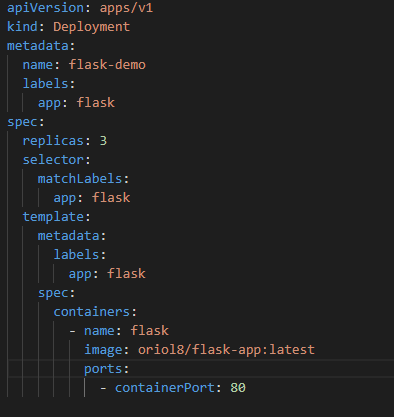 apiVersion: apps/v1
kind: Deployment
metadata:
  name: flask-demo
  labels:
    app: flask
spec:
  replicas: 3
  selector:
    matchLabels:
      app: flask
  template:
    metadata:
      labels:
        app: flask
    spec:
      containers:
        - name: flask
          image: oriol8/flask-app:latest
          ports:
            - containerPort: 80